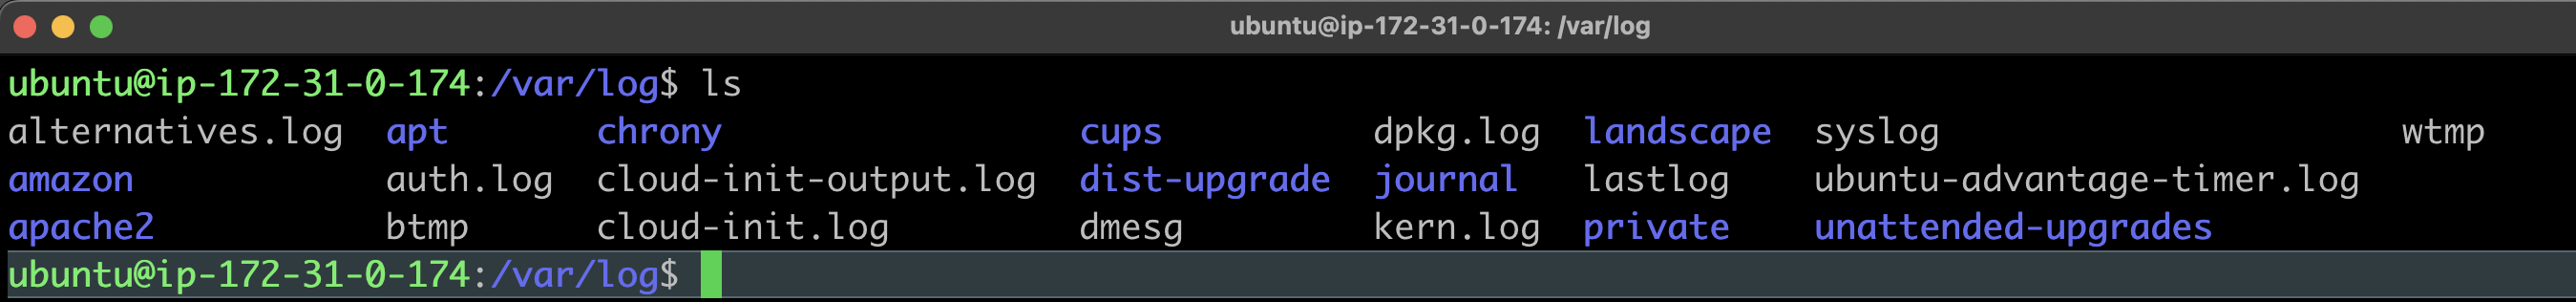 ubuntu@ip-172-31-0-174: /var/log
ubuntu@ip-172-31-0-174:/var/log$ ls
alternatives.log  apt       chrony                 cups          dpkg.log  landscape  syslog                     wtmp
amazon            auth.log  cloud-init-output.log  dist-upgrade  journal   lastlog    ubuntu-advantage-timer.log
apache2           btmp      cloud-init.log         dmesg         kern.log  private    unattended-upgrades
ubuntu@ip-172-31-0-174:/var/log$